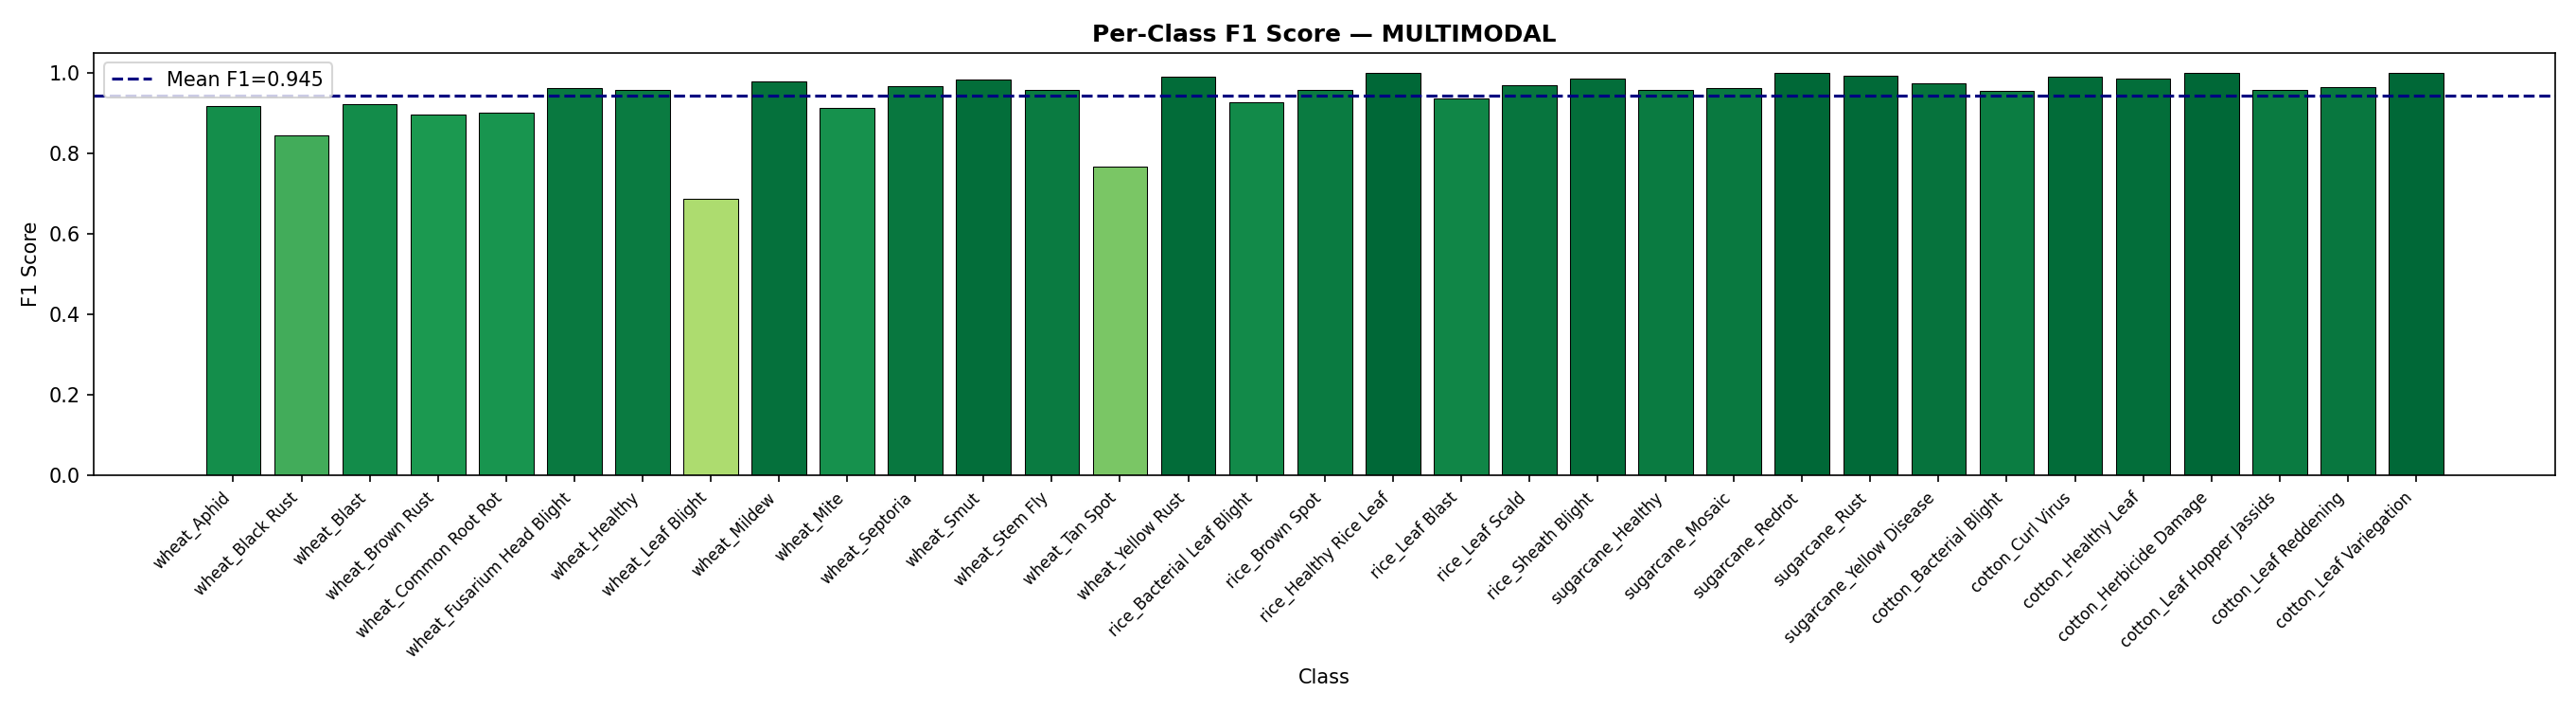 Per-Class F1 Score — MULTIMODAL
Mean F1=0.945
F1 Score
1.0
0.8
0.6
0.4
0.2
0.0
wheat_Aphid
wheat_Black Rust
wheat_Blast
wheat_Brown Rust
wheat_Common Root Rot
wheat_Fusarium Head Blight
wheat_Healthy
wheat_Leaf Blight
wheat_Mildew
wheat_Mite
wheat_Septoria
wheat_Smut
wheat_Stem Fly
wheat_Tan Spot
wheat_Yellow Rust
rice_Bacterial Leaf Blight
rice_Brown Spot
rice_Healthy Rice Leaf
rice_Leaf Blast
rice_Leaf Scald
rice_Sheath Blight
sugarcane_Healthy
sugarcane_Mosaic
sugarcane_Redrot
sugarcane_Rust
sugarcane_Yellow Disease
cotton_Bacterial Blight
cotton_Curl Virus
cotton_Healthy Leaf
cotton_Herbicide Damage
cotton_Leaf Hopper Jassids
cotton_Leaf Reddening
cotton_Leaf Variegation
Class